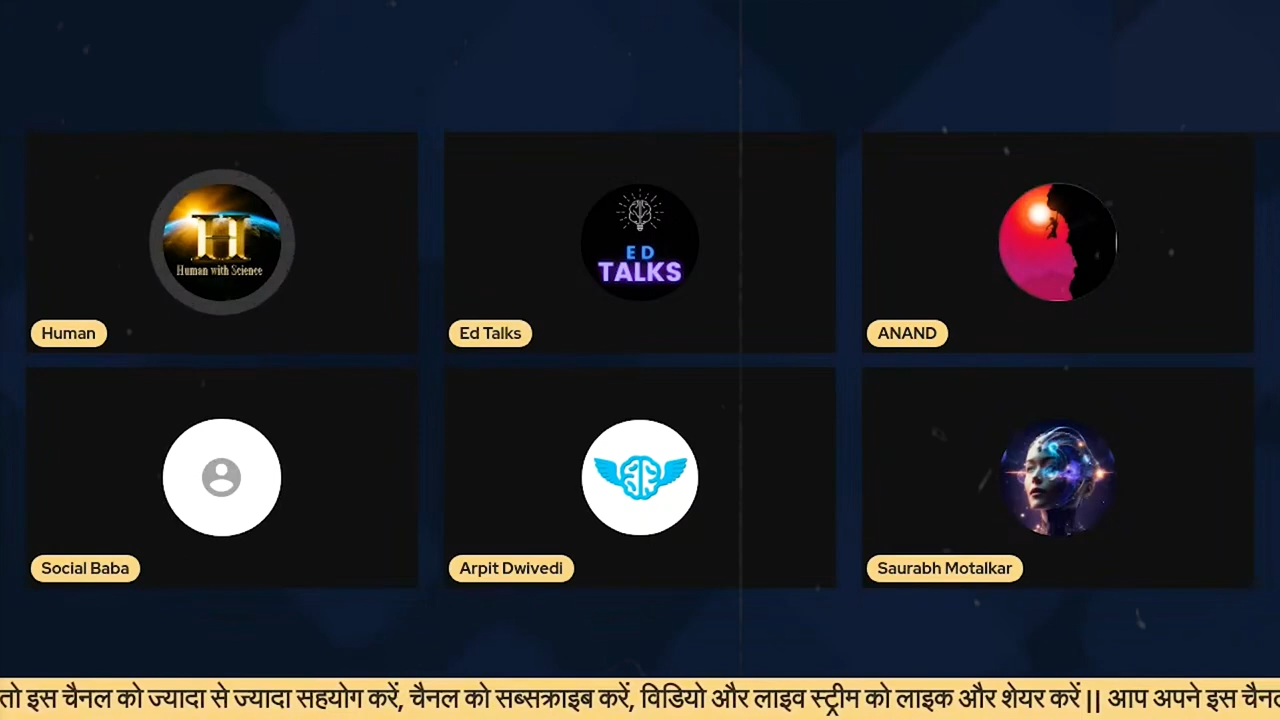 H
Human with Science
ED
TALKS
Human
Ed Talks
ANAND
Social Baba
Arpit Dwivedi
Saurabh Motalkar
तो इस चैनल को ज्यादा से ज्यादा सहयोग करें, चैनल को सब्सक्राइब करें, विडियो और लाइव स्ट्रीम को लाइक और शेयर करें || आप अपने इस